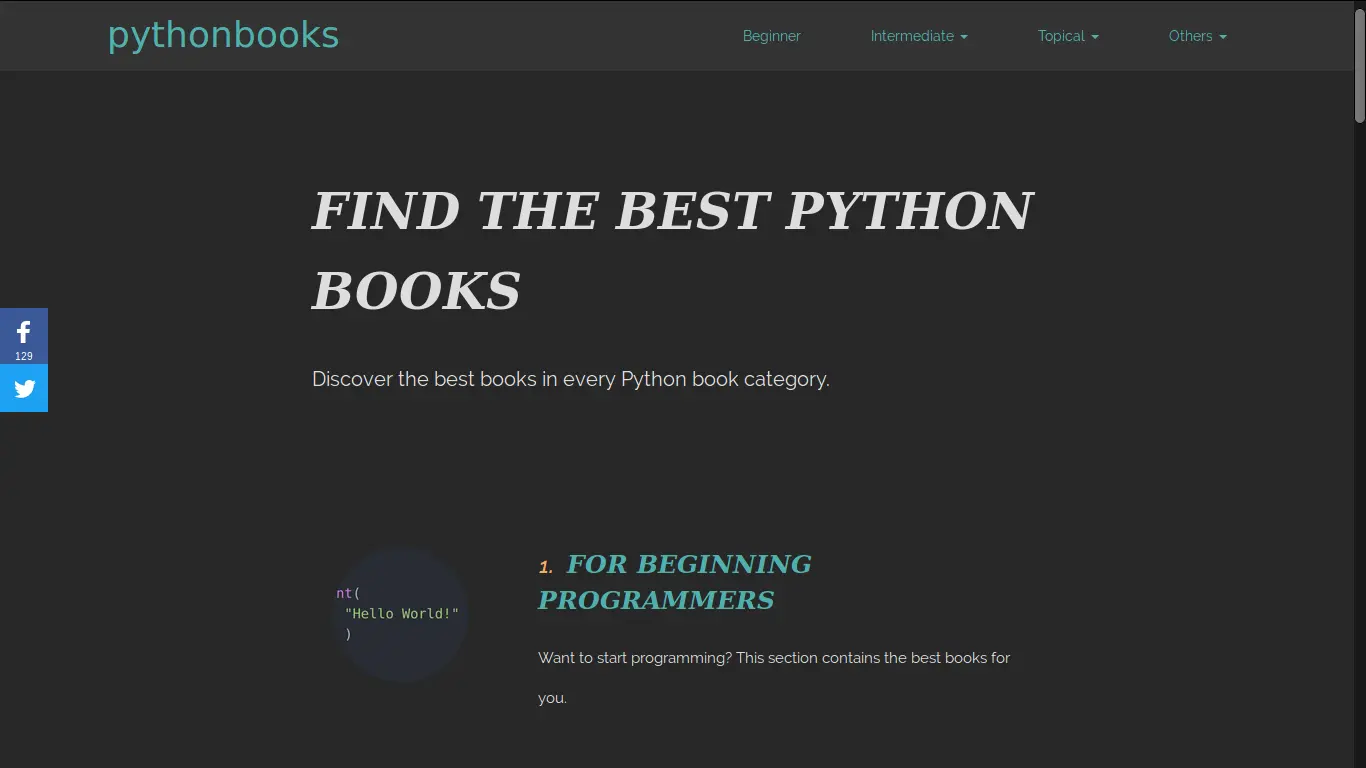 pythonbooks
Beginner
Intermediate
Topical
Others
FIND THE BEST PYTHON
BOOKS
129
Discover the best books in every Python book category.
nt(
"Hello World!"
)
1. FOR BEGINNING
PROGRAMMERS
Want to start programming? This section contains the best books for
you.